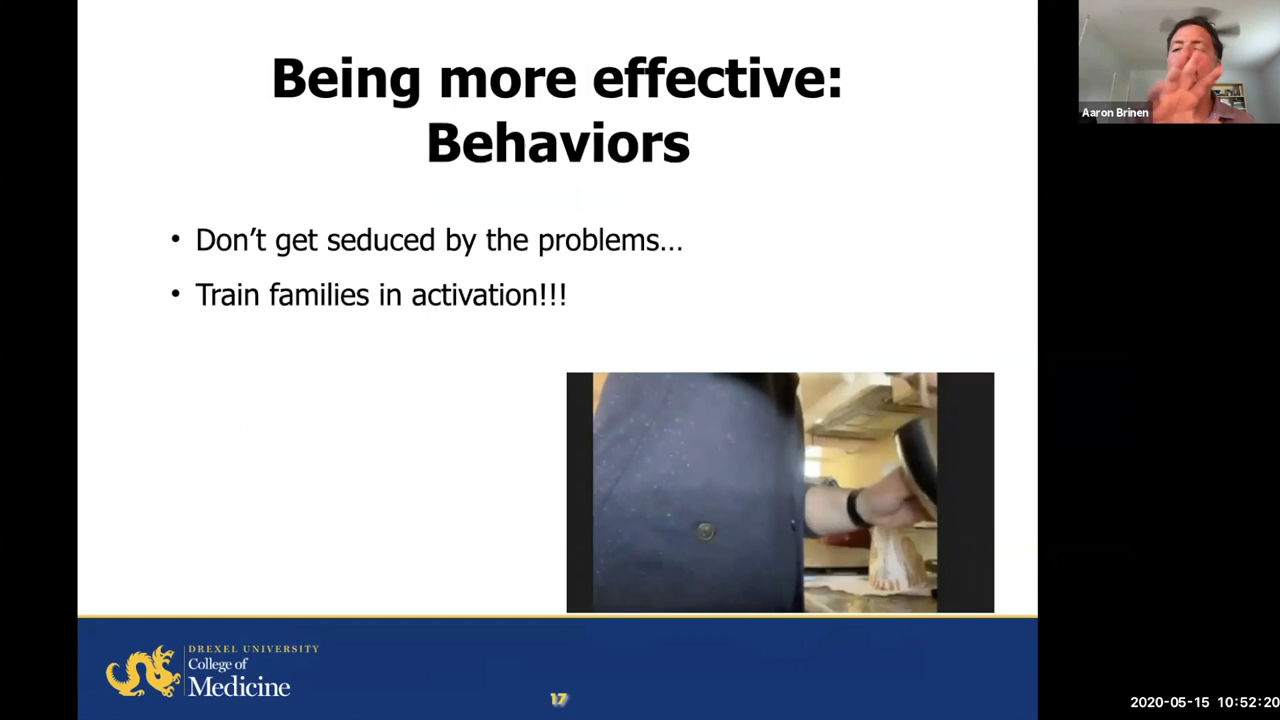 Being more effective:
Behaviors
Aaron Brinen
• Don’t get seduced by the problems…
• Train families in activation!!!
DREXEL UNIVERSITY
College of
Medicine
17
2020-05-15 10:52:20